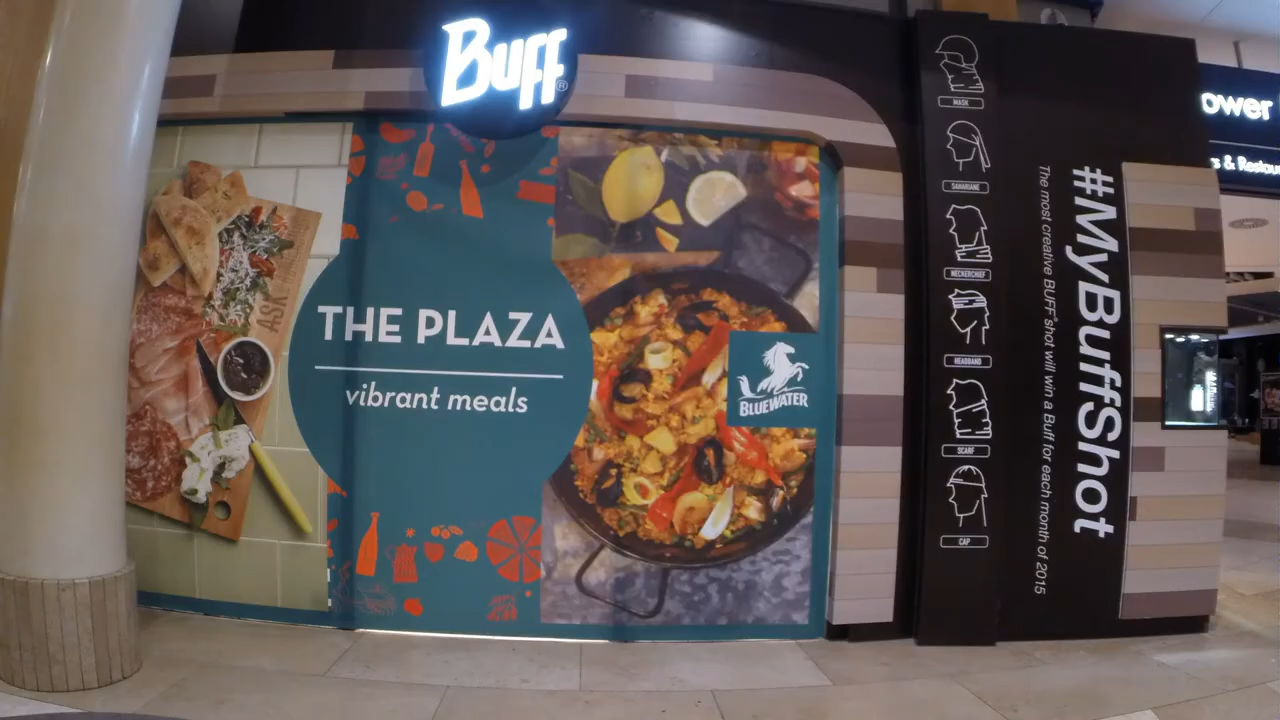 Buff®
THE PLAZA
vibrant meals
BLUEWATER
ASK
MASK
SAHARIANE
NECKERCHIEF
HEADBAND
SCARF
CAP
#MyBuffShot
The most creative BUFF® shot will win a Buff for each month of 2015
ower
s & Restau